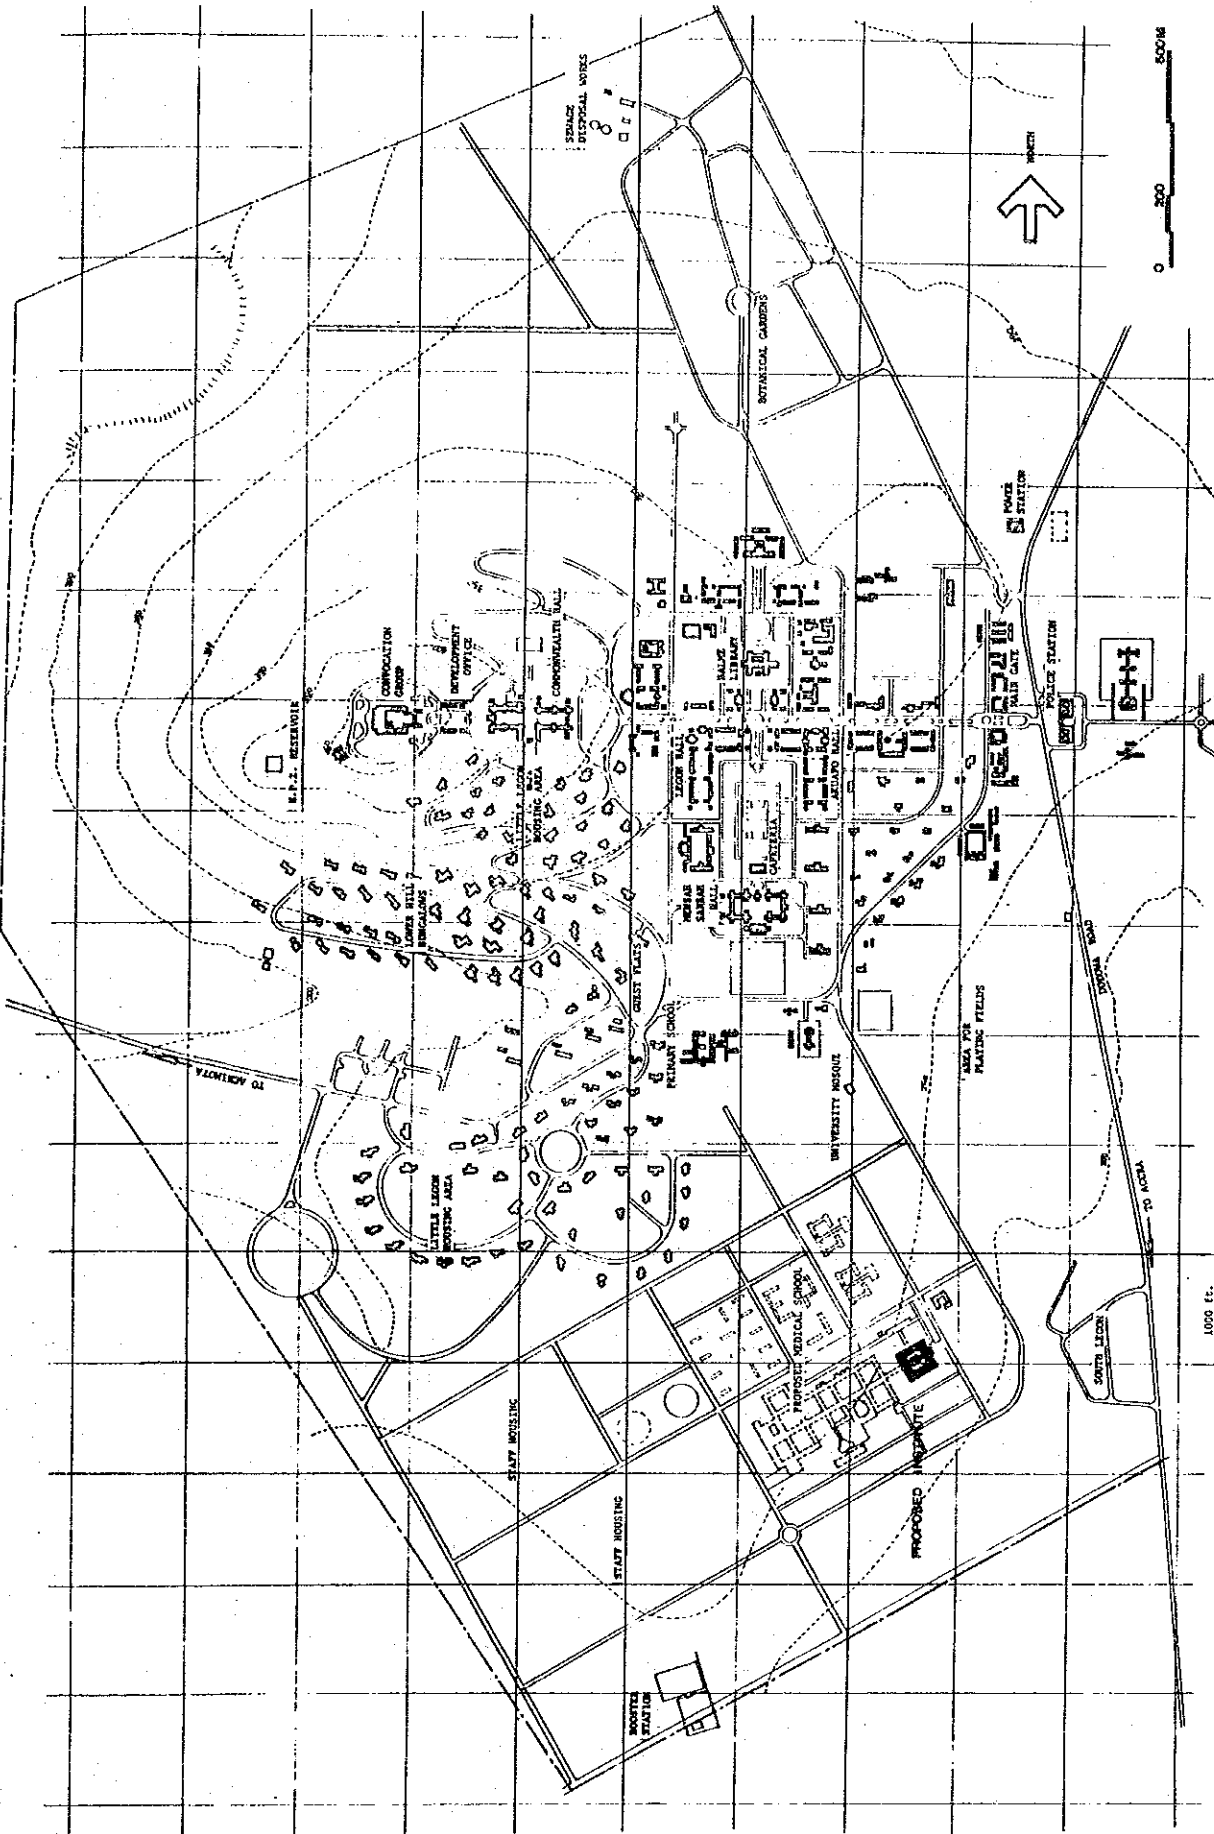 SEWAGE
DISPOSAL WORKS
BOTANICAL GARDENS
NORTH
0 200 500M
POWER
STATION
H.P.Z. RESERVOIR
CONVOCATION
GROUP
DEVELOPMENT
OFFICE
COMMONWEALTH HALL
BALME
LIBRARY
MAIN GATE
POLICE STATION
LEGON HALL
AKUAFO HALL
LITTLE LEGON
HOUSING AREA
LOWER HILL
BUNGALOWS
MENSAH
SARBAH
HALL
CAFETERIA
GUEST FLATS
PRIMARY SCHOOL
UNIVERSITY MOSQUE
AREA FOR
PLAYING FIELDS
DODOWA ROAD
TO ACHIMOTA
LITTLE LEGON
HOUSING AREA
TO ACCRA
SOUTH LEGON
1000 ft.
PROPOSED MEDICAL SCHOOL
PROPOSED INSTITUTE
STAFF HOUSING
STAFF HOUSING
BOOSTER
STATION